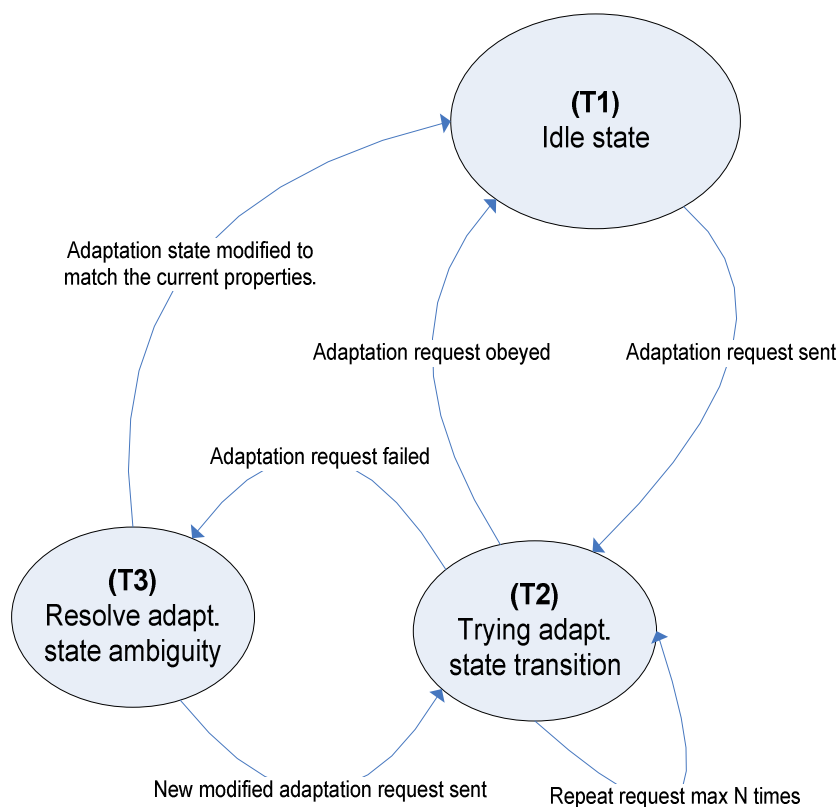 (T1)
Idle state
Adaptation state modified to
match the current properties.
Adaptation request obeyed
Adaptation request sent
Adaptation request failed
(T3)
Resolve adapt.
state ambiguity
(T2)
Trying adapt.
state transition
New modified adaptation request sent
Repeat request max N times